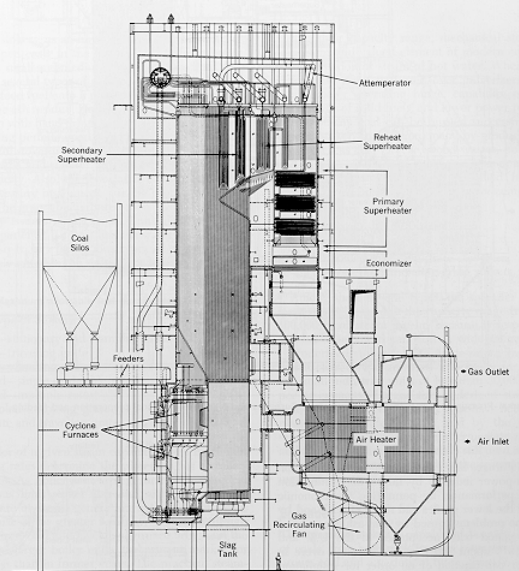 Attemperator
Secondary
Superheater
Reheat
Superheater
Primary
Superheater
Coal
Silos
Economizer
Feeders
Gas Outlet
Cyclone
Furnaces
Air Heater
Air Inlet
Gas
Recirculating
Fan
Slag
Tank